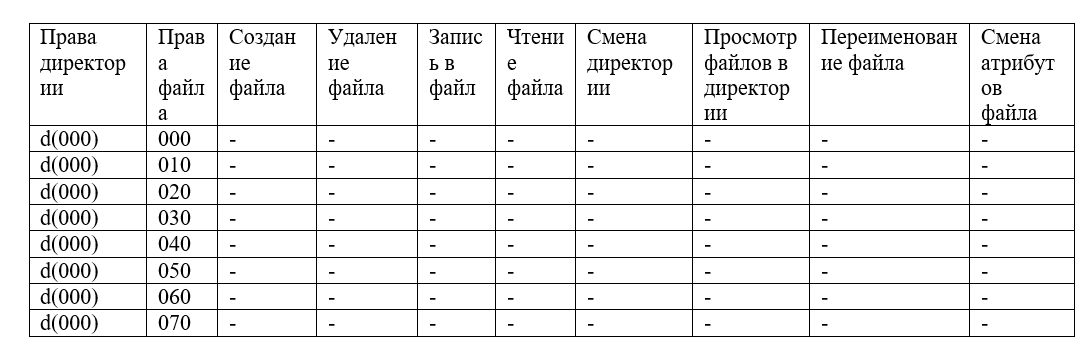 Права директории Права файла Создание файла Удаление файла Запись в файл Чтение файла Смена директории Просмотр файлов в директории Переименование файла Смена атрибутов файла
d(000) 000 - - - - - - - -
d(000) 010 - - - - - - - -
d(000) 020 - - - - - - - -
d(000) 030 - - - - - - - -
d(000) 040 - - - - - - - -
d(000) 050 - - - - - - - -
d(000) 060 - - - - - - - -
d(000) 070 - - - - - - - -